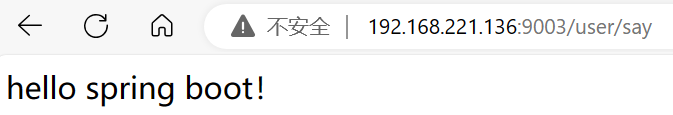 不安全 | 192.168.221.136:9003/user/say
hello spring boot!